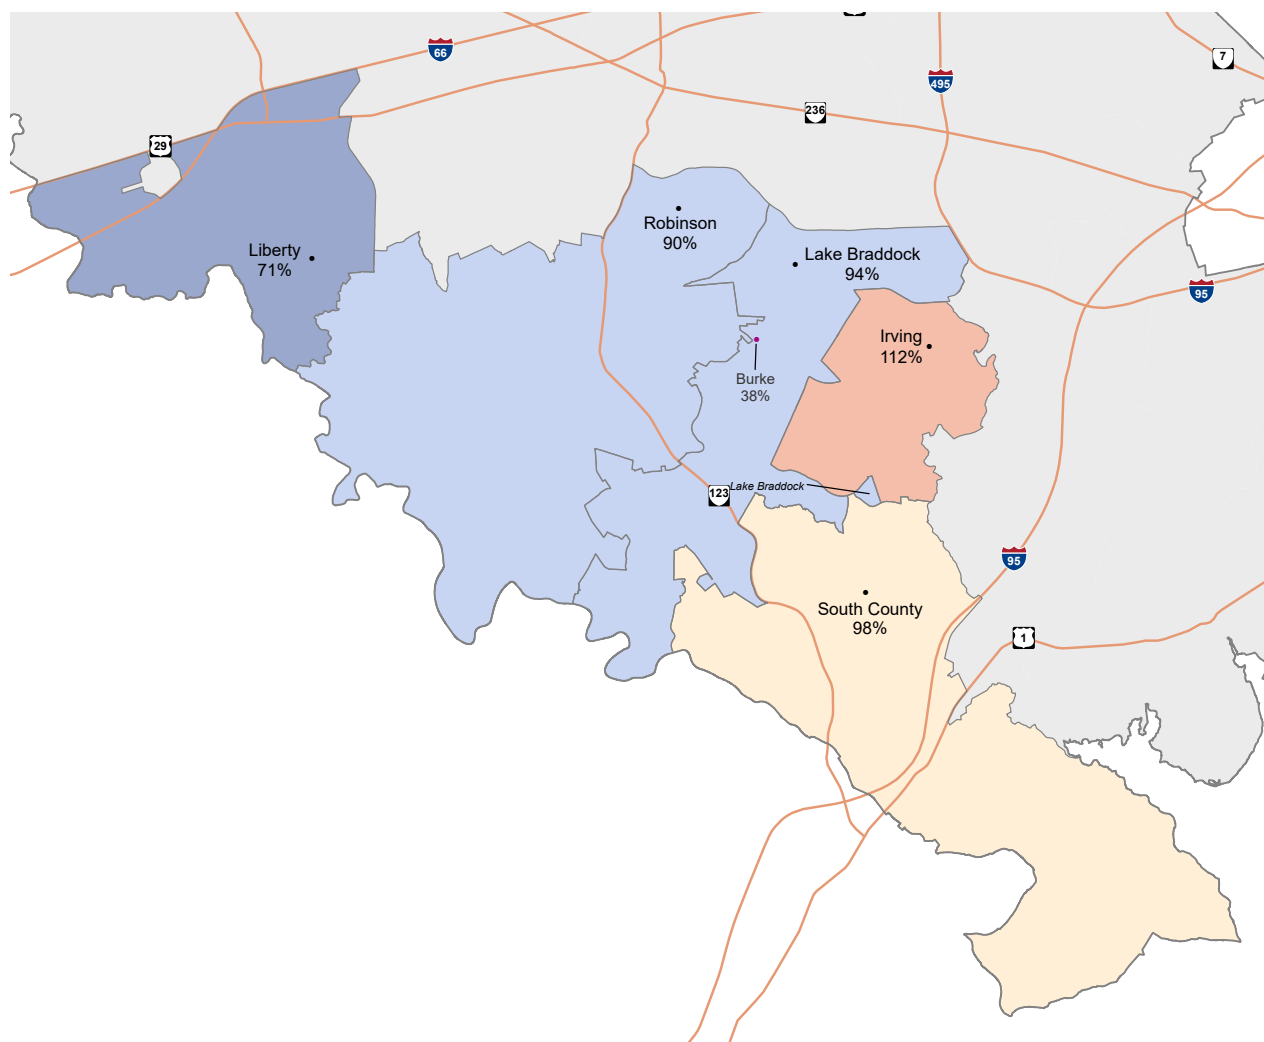 66
7
495
236
29
Robinson
90%
Liberty
71%
Lake Braddock
94%
95
Irving
112%
Burke
38%
Lake Braddock
123
95
South County
98%
1